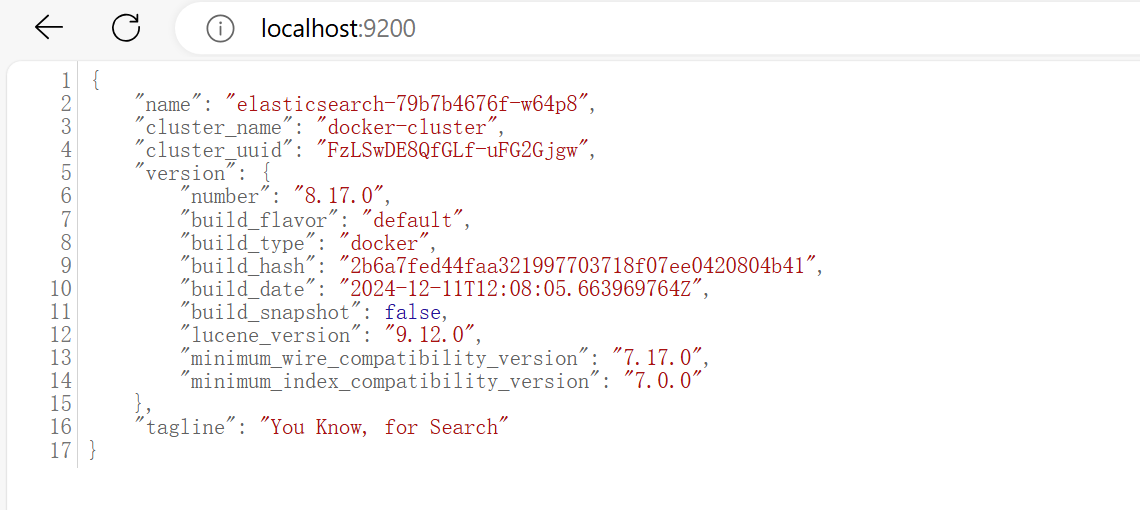 localhost:9200
1 {
2 "name": "elasticsearch-79b7b4676f-w64p8",
3 "cluster_name": "docker-cluster",
4 "cluster_uuid": "FzLSwDE8QfGLf-uFG2Gjgw",
5 "version": {
6 "number": "8.17.0",
7 "build_flavor": "default",
8 "build_type": "docker",
9 "build_hash": "2b6a7fed44faa321997703718f07ee0420804b41",
10 "build_date": "2024-12-11T12:08:05.663969764Z",
11 "build_snapshot": false,
12 "lucene_version": "9.12.0",
13 "minimum_wire_compatibility_version": "7.17.0",
14 "minimum_index_compatibility_version": "7.0.0"
15 },
16 "tagline": "You Know, for Search"
17 }